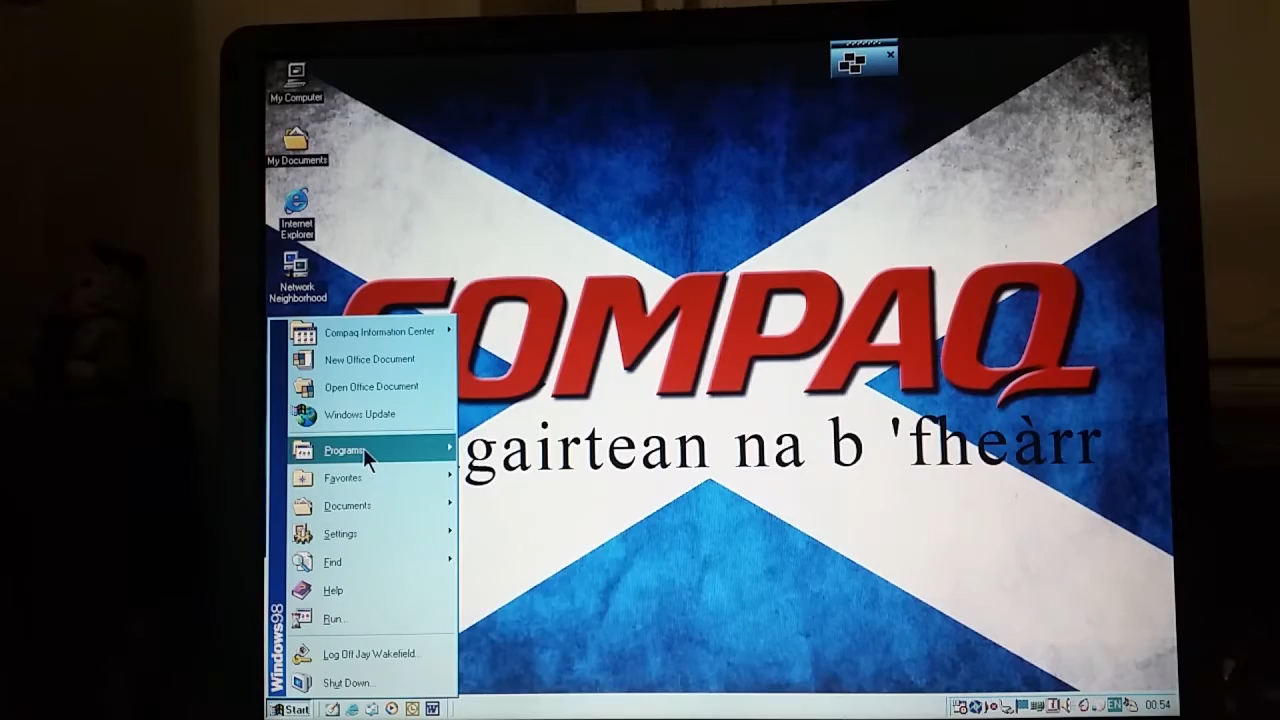 My Computer
My Documents
Internet
Explorer
Network
Neighborhood
COMPAQ
gairtean na b 'fheàrr
Compaq Information Center
New Office Document
Open Office Document
Windows Update
Programs
Favorites
Documents
Settings
Find
Help
Run...
Log Off Jay Wakefield...
Shut Down...
Windows98
Start
EN
00:54